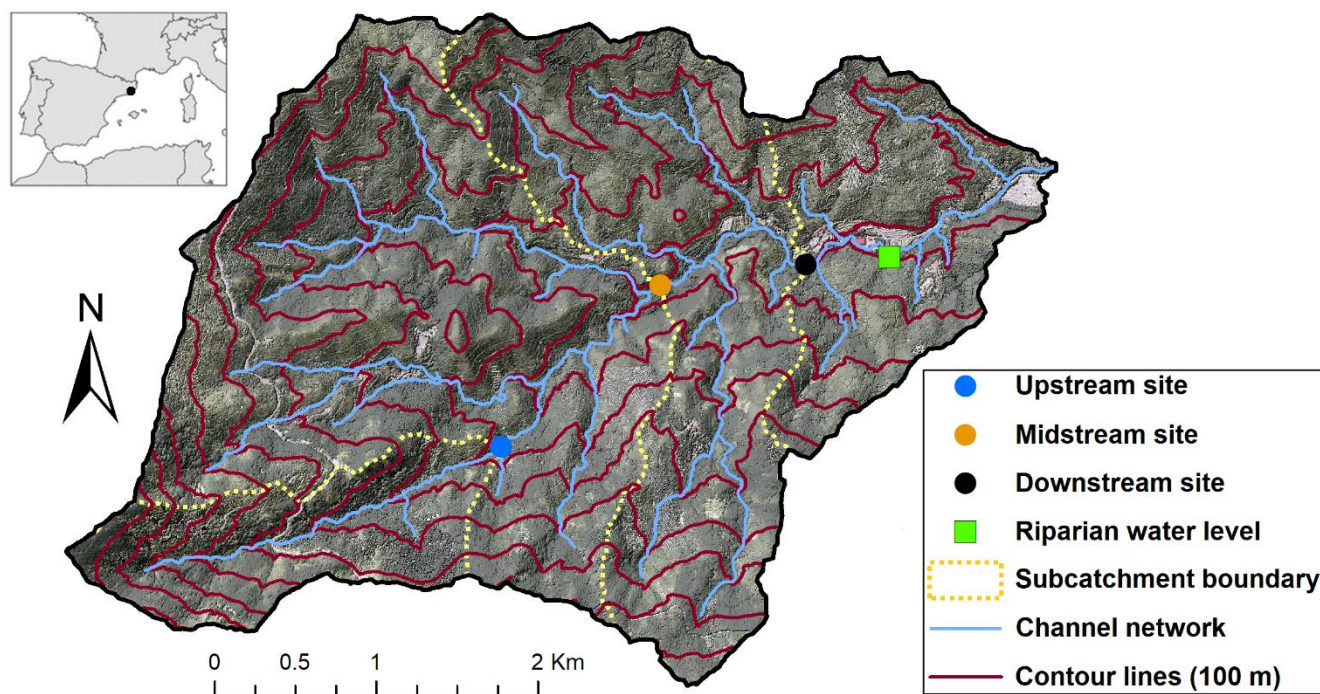 N
Upstream site
Midstream site
Downstream site
Riparian water level
Subcatchment boundary
Channel network
Contour lines (100 m)
0 0.5 1 2 Km